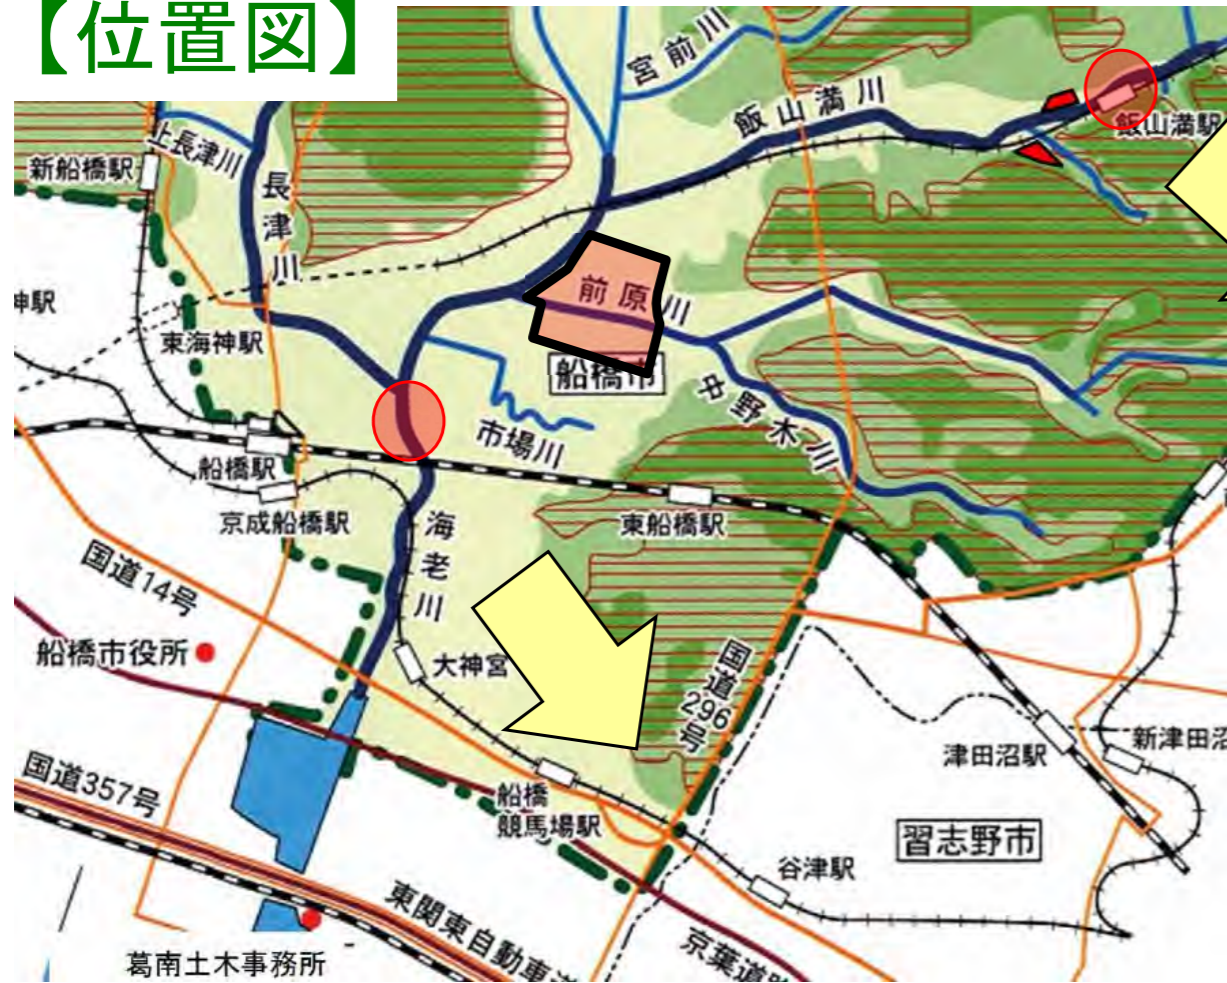 【位置図】
宮前川
飯山満川
飯山満駅
上長津川
新船橋駅
長津川
前原川
神駅
東海神駅
船橋市
中野木川
市場川
船橋駅
京成船橋駅
東船橋駅
海老川
国道14号
船橋市役所
大神宮
国道296号
新津田沼
津田沼駅
国道357号
船橋
競馬場駅
習志野市
谷津駅
東関東自動車道
京葉道路
葛南土木事務所